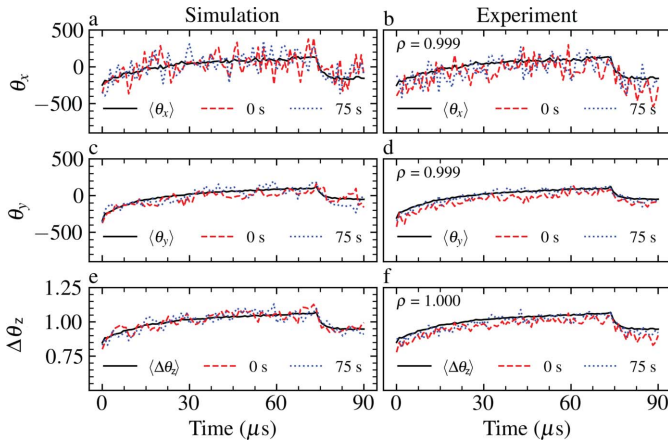 Simulation
Experiment
a
500
0
−500
θx
⟨θx⟩ 0 s 75 s
b
ρ = 0.999
⟨θx⟩ 0 s 75 s
c
500
0
−500
θy
⟨θy⟩ 0 s 75 s
d
ρ = 0.999
⟨θy⟩ 0 s 75 s
e
1.25
1.00
0.75
Δθz
⟨Δθz⟩ 0 s 75 s
f
ρ = 1.000
⟨Δθz⟩ 0 s 75 s
0 30 60 90
0 30 60 90
Time (μs)
Time (μs)